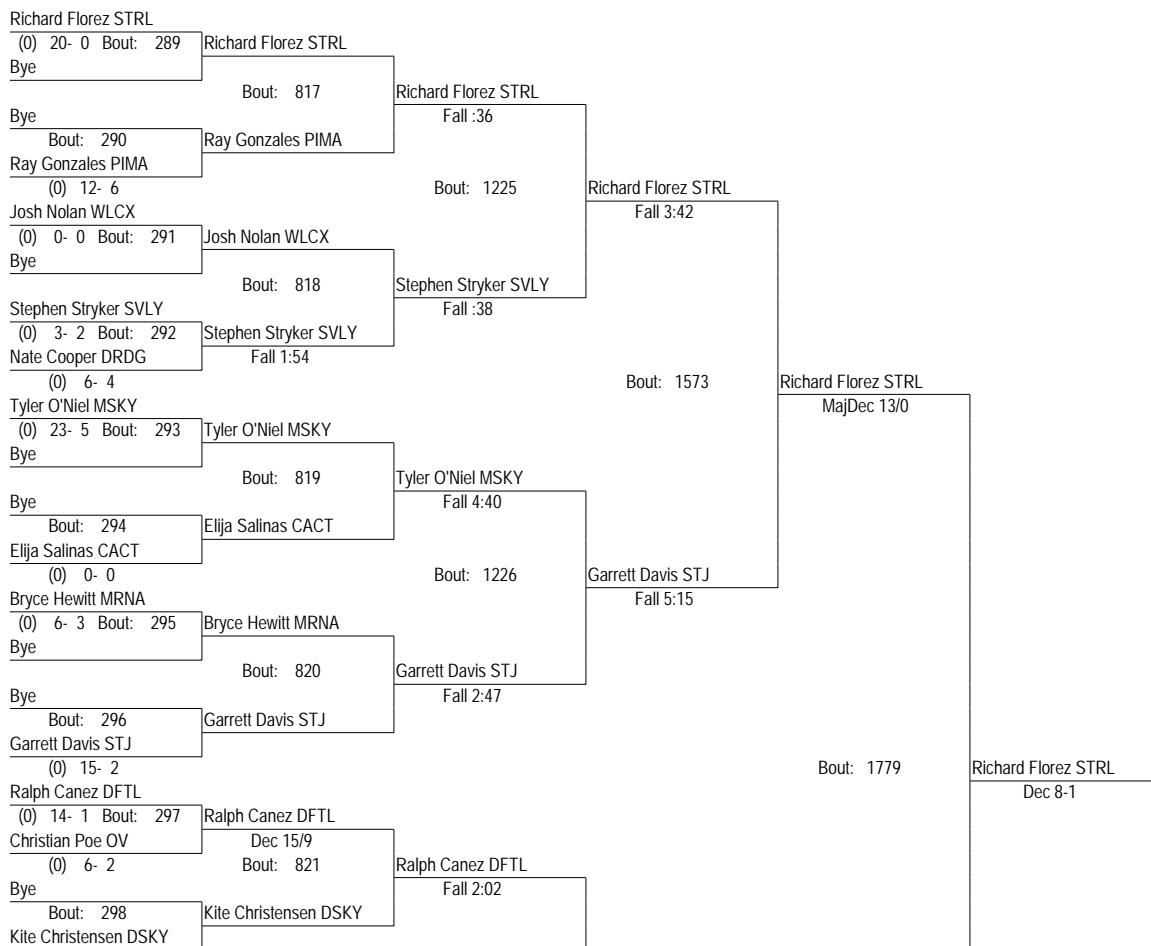 Richard Florez STRL
(0) 20- 0 Bout: 289 Richard Florez STRL
Bye
Bout: 817 Richard Florez STRL
Bye Fall :36
Bout: 290 Ray Gonzales PIMA
Ray Gonzales PIMA
(0) 12- 6 Bout: 1225 Richard Florez STRL
Josh Nolan WLCX Fall 3:42
(0) 0- 0 Bout: 291 Josh Nolan WLCX
Bye
Bout: 818 Stephen Stryker SVLY
Stephen Stryker SVLY Fall :38
(0) 3- 2 Bout: 292 Stephen Stryker SVLY
Nate Cooper DRDG Fall 1:54
(0) 6- 4 Bout: 1573 Richard Florez STRL
Tyler O'Niel MSKY MajDec 13/0
(0) 23- 5 Bout: 293 Tyler O'Niel MSKY
Bye
Bout: 819 Tyler O'Niel MSKY
Bye Fall 4:40
Bout: 294 Elija Salinas CACT
Elija Salinas CACT
(0) 0- 0 Bout: 1226 Garrett Davis STJ
Bryce Hewitt MRNA Fall 5:15
(0) 6- 3 Bout: 295 Bryce Hewitt MRNA
Bye
Bout: 820 Garrett Davis STJ
Bye Fall 2:47
Bout: 296 Garrett Davis STJ
Garrett Davis STJ
(0) 15- 2 Bout: 1779 Richard Florez STRL
Ralph Canez DFTL Dec 8-1
(0) 14- 1 Bout: 297 Ralph Canez DFTL
Christian Poe OV Dec 15/9
(0) 6- 2 Bout: 821 Ralph Canez DFTL
Bye Fall 2:02
Bout: 298 Kite Christensen DSKY
Kite Christensen DSKY